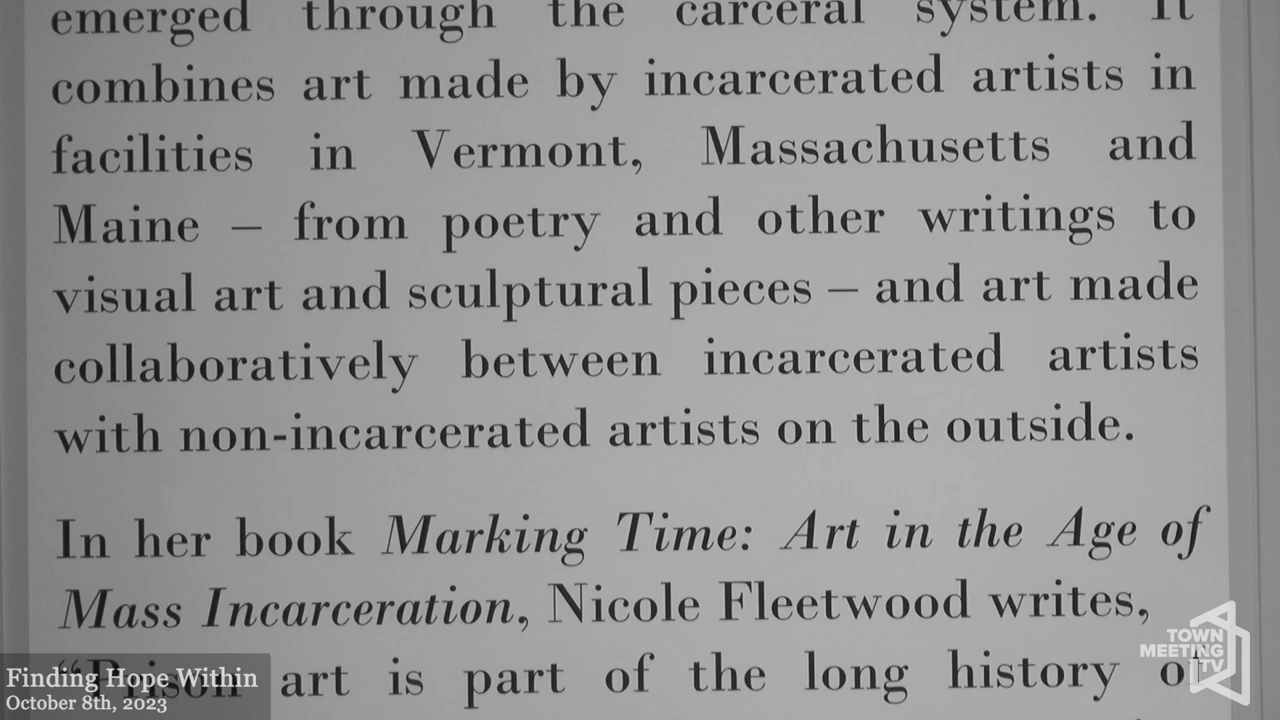 emerged through the carceral system. It
combines art made by incarcerated artists in
facilities in Vermont, Massachusetts and
Maine – from poetry and other writings to
visual art and sculptural pieces – and art made
collaboratively between incarcerated artists
with non-incarcerated artists on the outside.
In her book Marking Time: Art in the Age of
Mass Incarceration, Nicole Fleetwood writes,
“Prison art is part of the long history of
Finding Hope Within
October 8th, 2023
TOWN
MEETING
TV